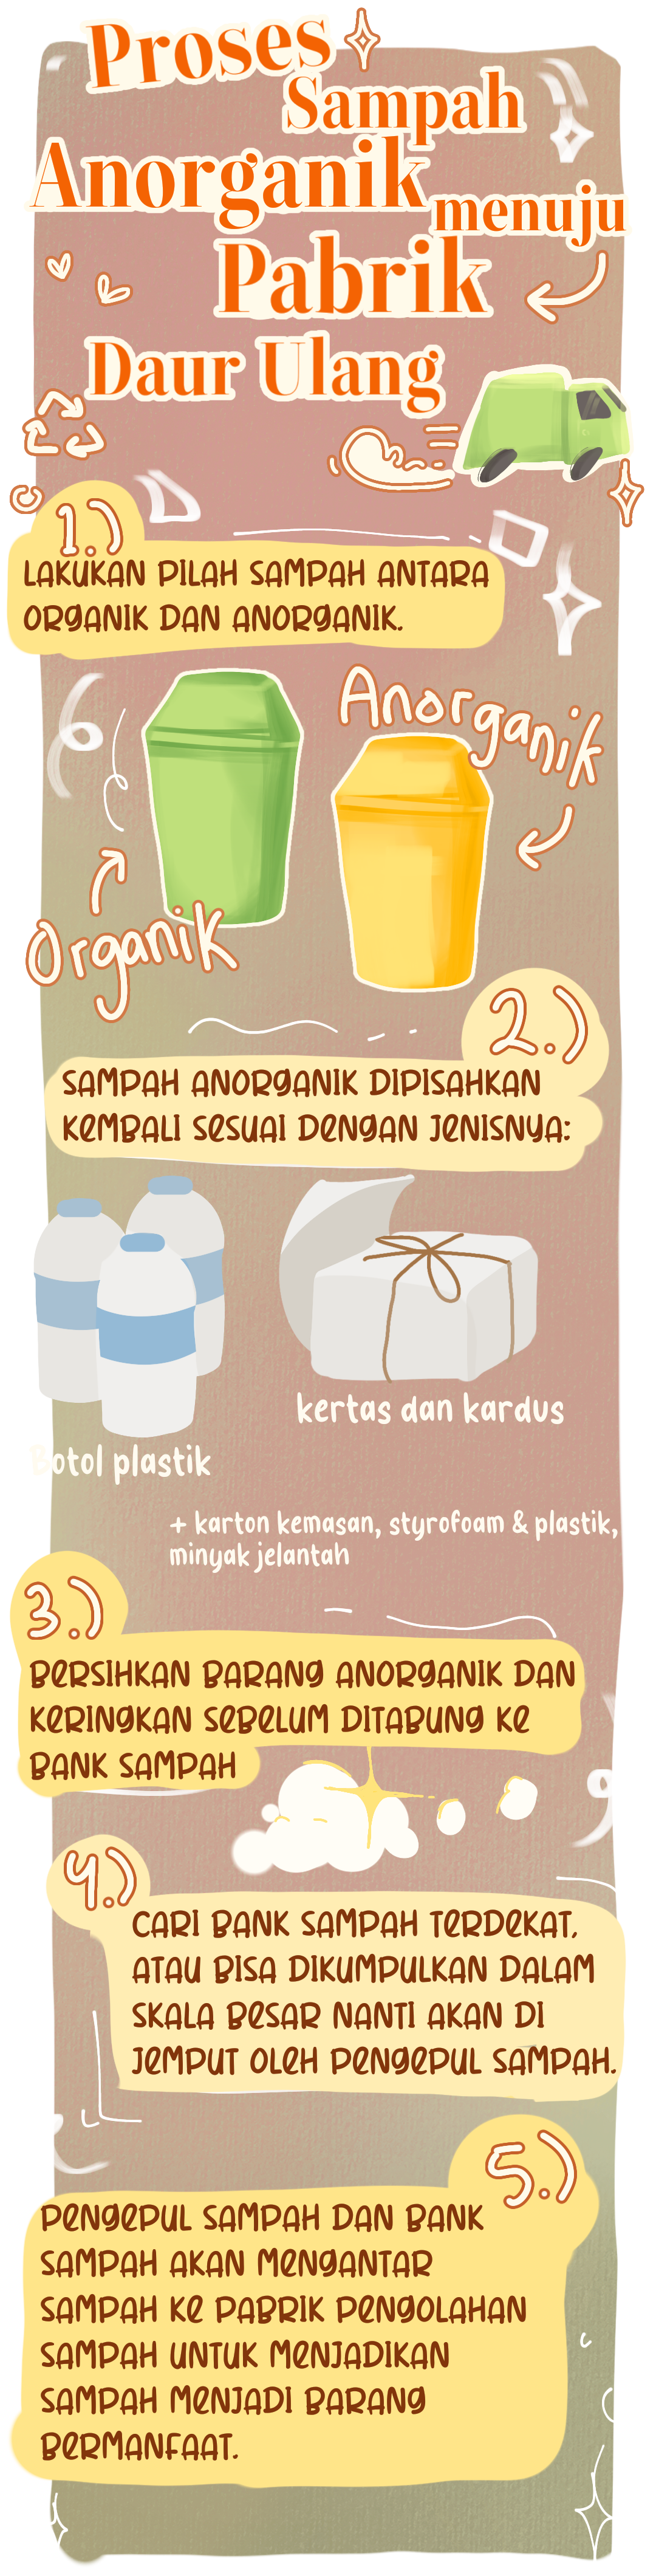 Proses
Sampah
Anorganik
menuju
Pabrik
Daur Ulang
1.)
LAKUKAN PILAH SAMPAH ANTARA
ORGANIK DAN ANORGANIK.
Anorganik
Organik
2.)
SAMPAH ANORGANIK DIPISAHKAN
KEMBALI SESUAI DENGAN JENISNYA:
kertas dan kardus
Botol plastik
+ karton kemasan, styrofoam & plastik,
minyak jelantah
3.)
BERSIHKAN BARANG ANORGANIK DAN
KERINGKAN SEBELUM DITABUNG KE
BANK SAMPAH
4.)
CARI BANK SAMPAH TERDEKAT,
ATAU BISA DIKUMPULKAN DALAM
SKALA BESAR NANTI AKAN DI
JEMPUT OLEH PENGEPUL SAMPAH.
5.)
PENGEPUL SAMPAH DAN BANK
SAMPAH AKAN MENGANTAR
SAMPAH KE PABRIK PENGOLAHAN
SAMPAH UNTUK MENJADIKAN
SAMPAH MENJADI BARANG
BERMANFAAT.